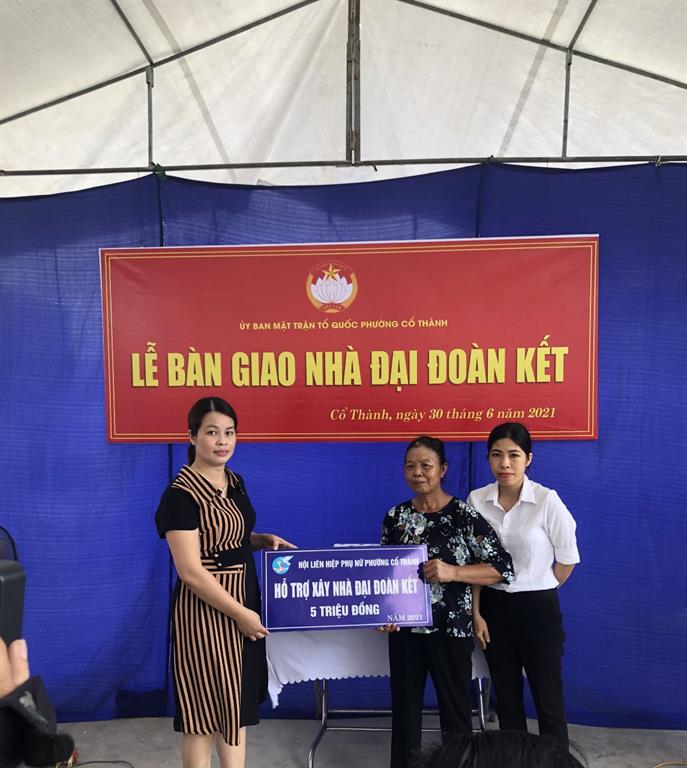 ỦY BAN MẶT TRẬN TỔ QUỐC PHƯỜNG CỔ THÀNH
LỄ BÀN GIAO NHÀ ĐẠI ĐOÀN KẾT
Cổ Thành, ngày 30 tháng 6 năm 2021
HỘI LIÊN HIỆP PHỤ NỮ PHƯỜNG CỔ THÀNH
HỖ TRỢ XÂY NHÀ ĐẠI ĐOÀN KẾT
5 TRIỆU ĐỒNG
NĂM 2021